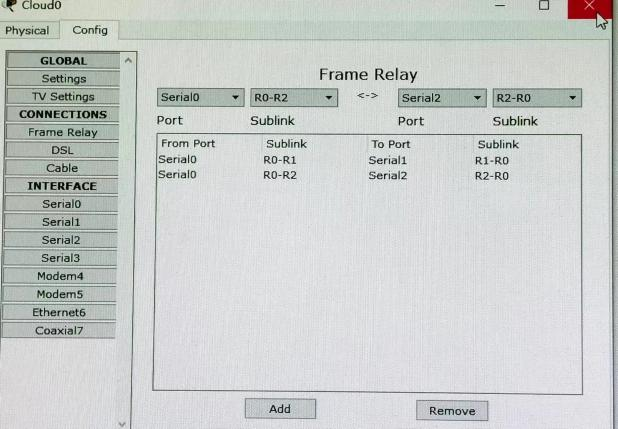 Cloud0
Physical Config
GLOBAL
Settings
TV Settings
CONNECTIONS
Frame Relay
DSL
Cable
INTERFACE
Serial0
Serial1
Serial2
Serial3
Modem4
Modem5
Ethernet6
Coaxial7
Frame Relay
Serial0 R0-R2 <-> Serial2 R2-R0
Port Sublink Port Sublink
From Port Sublink To Port Sublink
Serial0 R0-R1 Serial1 R1-R0
Serial0 R0-R2 Serial2 R2-R0
Add Remove